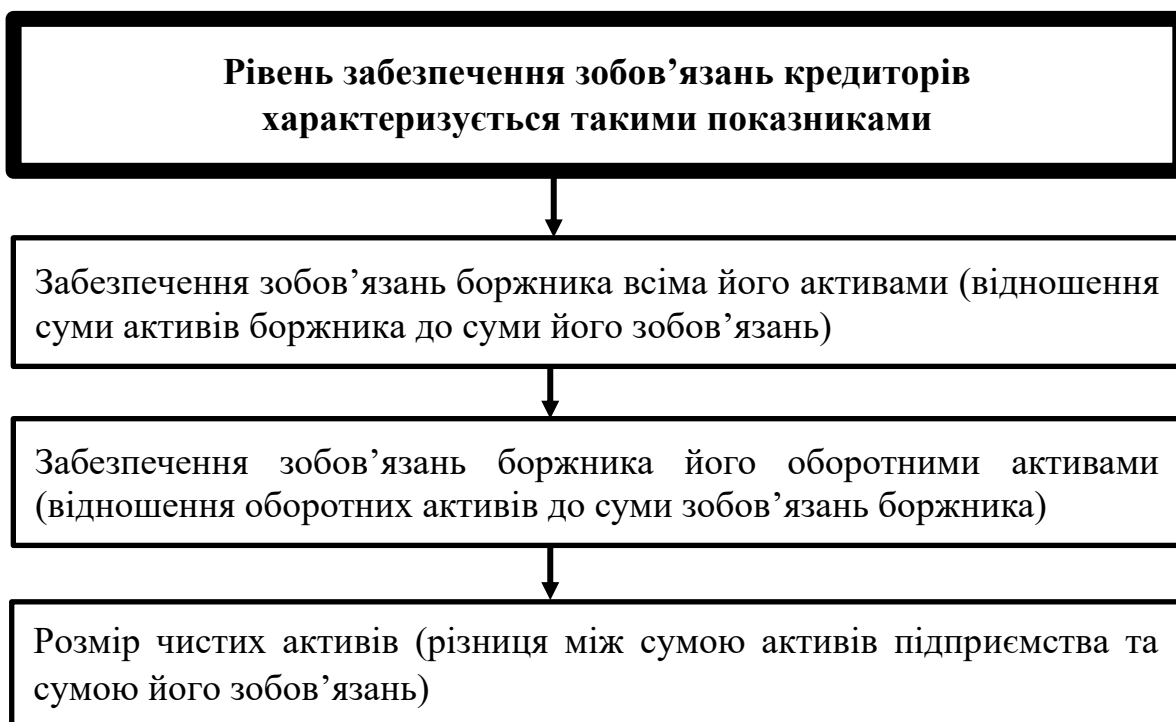 Рівень забезпечення зобов’язань кредиторів
характеризується такими показниками
Забезпечення зобов’язань боржника всіма його активами (відношення
суми активів боржника до суми його зобов’язань)
Забезпечення зобов’язань боржника його оборотними активами
(відношення оборотних активів до суми зобов’язань боржника)
Розмір чистих активів (різниця між сумою активів підприємства та
сумою його зобов’язань)